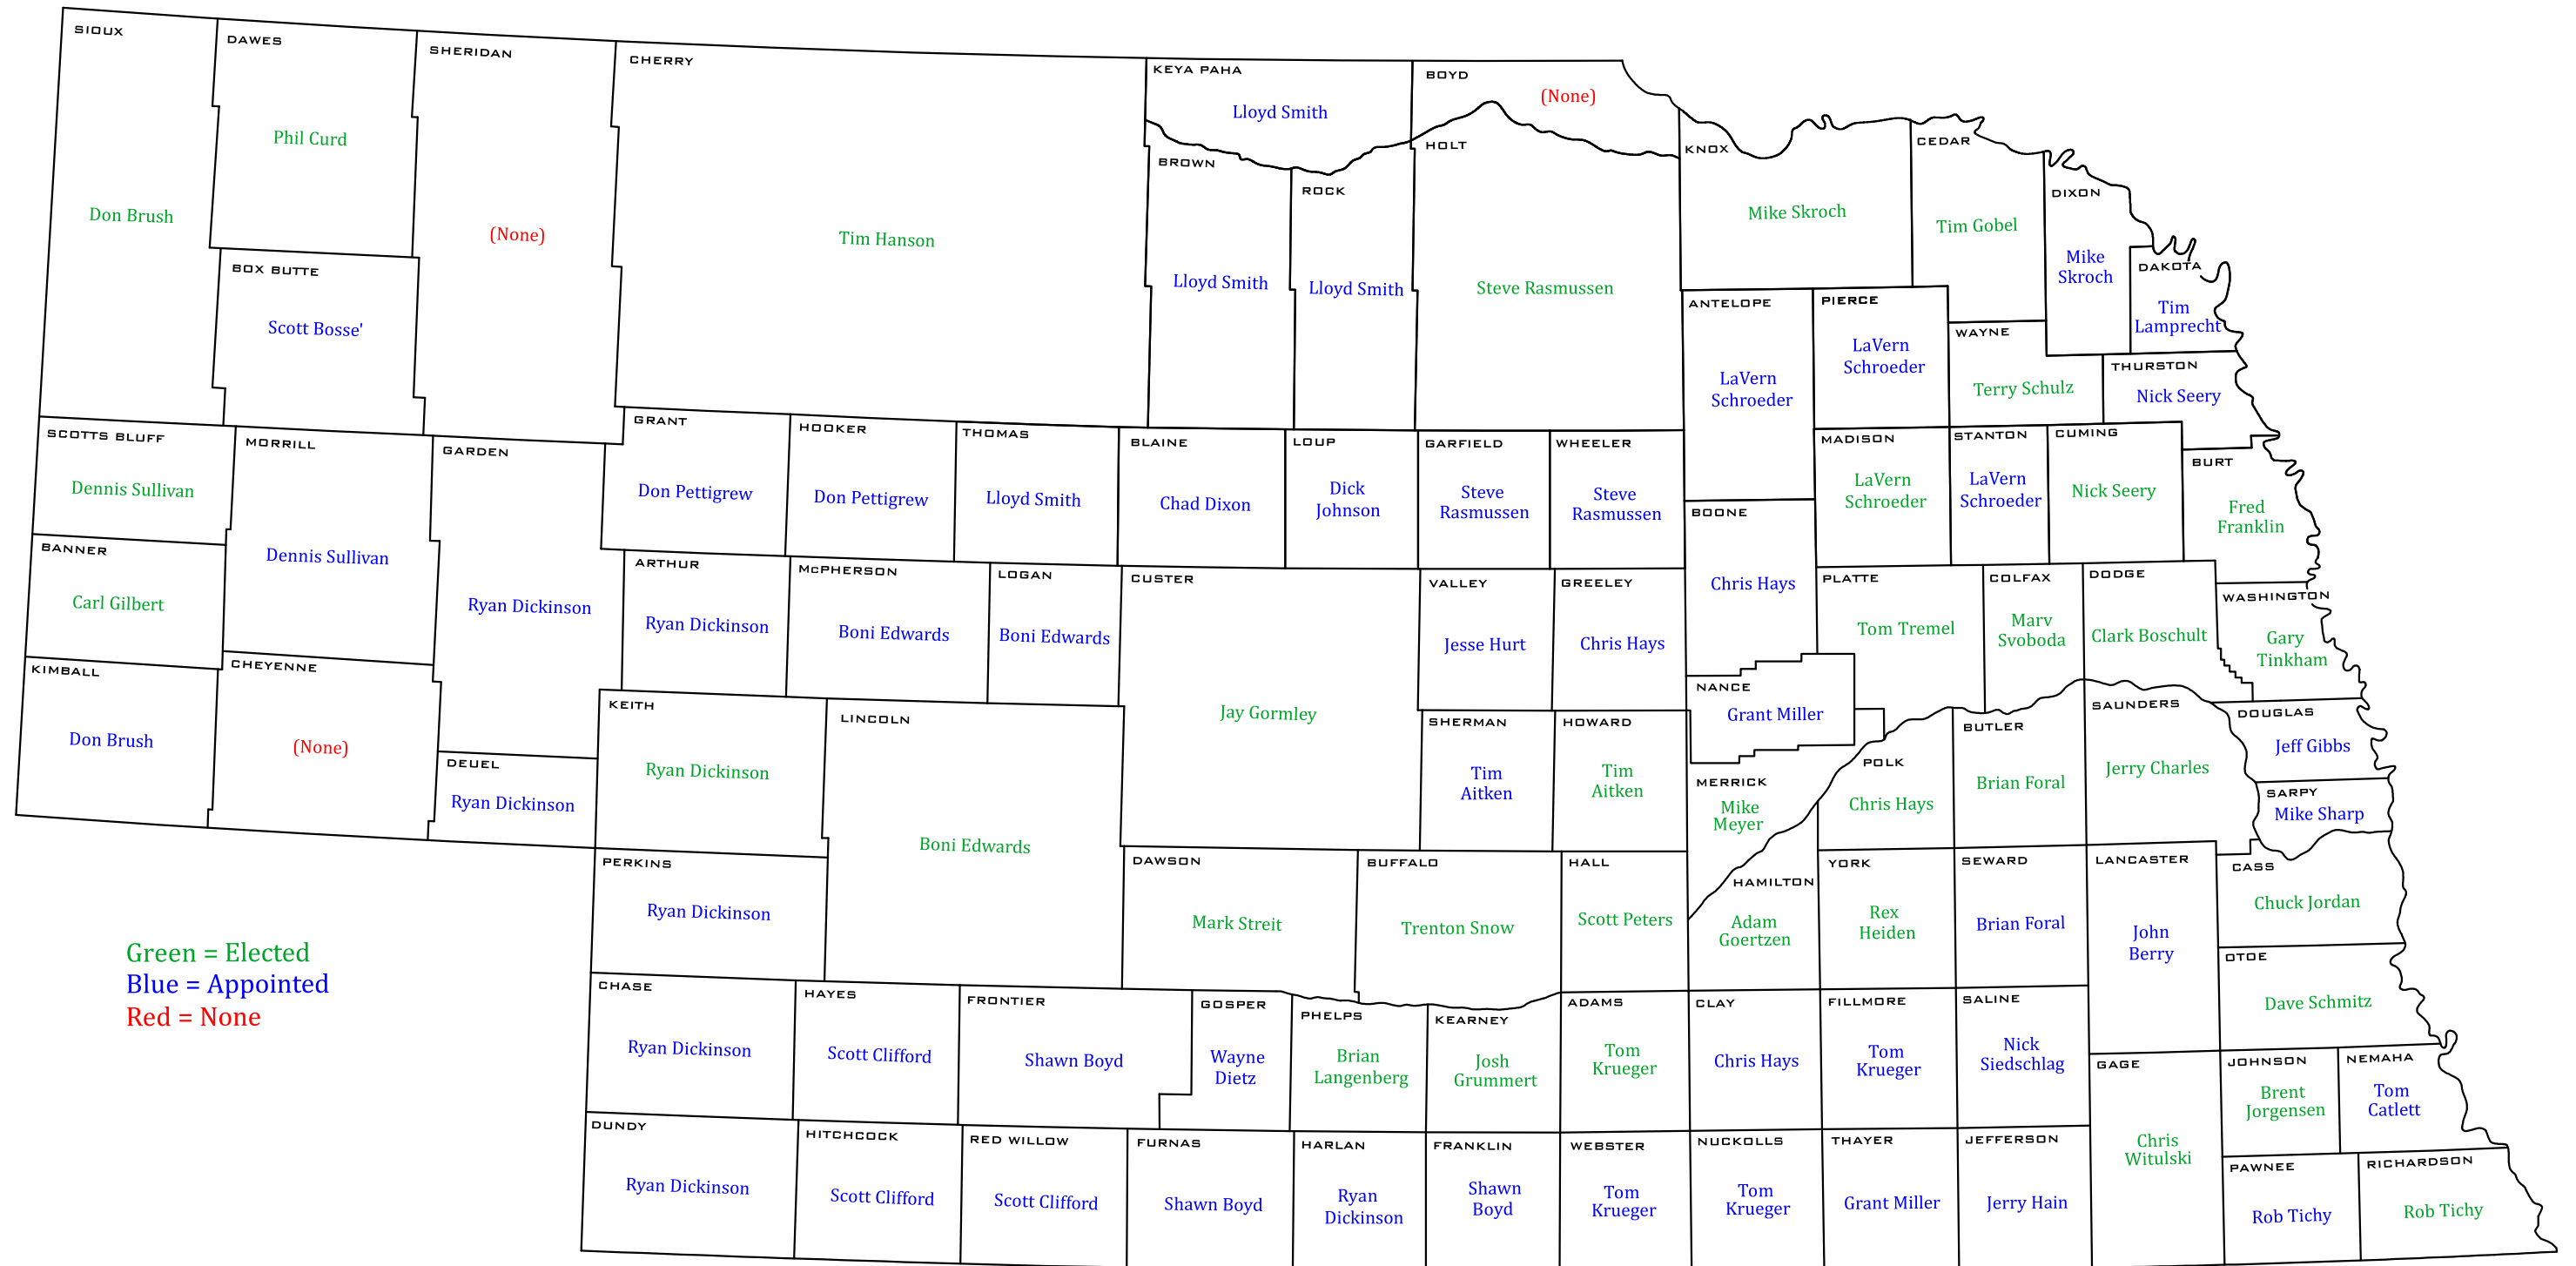 SIOUX
Don Brush
DAWES
Phil Curd
SHERIDAN
(None)
CHERRY
Tim Hanson
KEYA PAHA
Lloyd Smith
BOYD
(None)
BROWN
Lloyd Smith
ROCK
Lloyd Smith
HOLT
Steve Rasmussen
KNOX
Mike Skroch
CEDAR
Tim Gobel
DIXON
Mike
Skroch
DAKOTA
Tim
Lamprecht
BOX BUTTE
Scott Bosse'
ANTELOPE
LaVern
Schroeder
PIERCE
LaVern
Schroeder
WAYNE
Terry Schulz
THURSTON
Nick Seery
SCOTTS BLUFF
Dennis Sullivan
MORRILL
Dennis Sullivan
GARDEN
Ryan Dickinson
GRANT
Don Pettigrew
HOOKER
Don Pettigrew
THOMAS
Lloyd Smith
BLAINE
Chad Dixon
LOUP
Dick
Johnson
GARFIELD
Steve
Rasmussen
WHEELER
Steve
Rasmussen
MADISON
LaVern
Schroeder
STANTON
LaVern
Schroeder
CUMING
Nick Seery
BURT
Fred
Franklin
BANNER
Carl Gilbert
ARTHUR
Ryan Dickinson
McPHERSON
Boni Edwards
LOGAN
Boni Edwards
CUSTER
Jay Gormley
VALLEY
Jesse Hurt
GREELEY
Chris Hays
BOONE
Chris Hays
PLATTE
Tom Tremel
COLFAX
Marv
Svoboda
DODGE
Clark Boschult
WASHINGTON
Gary
Tinkham
KIMBALL
Don Brush
CHEYENNE
(None)
DEUEL
Ryan Dickinson
KEITH
Ryan Dickinson
LINCOLN
Boni Edwards
SHERMAN
Tim
Aitken
HOWARD
Tim
Aitken
NANCE
Grant Miller
MERRICK
Mike
Meyer
POLK
Chris Hays
BUTLER
Brian Foral
SAUNDERS
Jerry Charles
DOUGLAS
Jeff Gibbs
SARPY
Mike Sharp
PERKINS
Ryan Dickinson
DAWSON
Mark Streit
BUFFALO
Trenton Snow
HALL
Scott Peters
HAMILTON
Adam
Goertzen
YORK
Rex
Heiden
SEWARD
Brian Foral
LANCASTER
John
Berry
CASS
Chuck Jordan
OTOE
Dave Schmitz
Green = Elected
Blue = Appointed
Red = None
CHASE
Ryan Dickinson
HAYES
Scott Clifford
FRONTIER
Shawn Boyd
GOSPER
Wayne
Dietz
PHELPS
Brian
Langenberg
KEARNEY
Josh
Grummert
ADAMS
Tom
Krueger
CLAY
Chris Hays
FILLMORE
Tom
Krueger
SALINE
Nick
Siedschlag
GAGE
Chris
Witulski
JOHNSON
Brent
Jorgensen
NEMAHA
Tom
Catlett
DUNDY
Ryan Dickinson
HITCHCOCK
Scott Clifford
RED WILLOW
Scott Clifford
FURNAS
Shawn Boyd
HARLAN
Ryan
Dickinson
FRANKLIN
Shawn
Boyd
WEBSTER
Tom
Krueger
NUCKOLLS
Tom
Krueger
THAYER
Grant Miller
JEFFERSON
Jerry Hain
PAWNEE
Rob Tichy
RICHARDSON
Rob Tichy